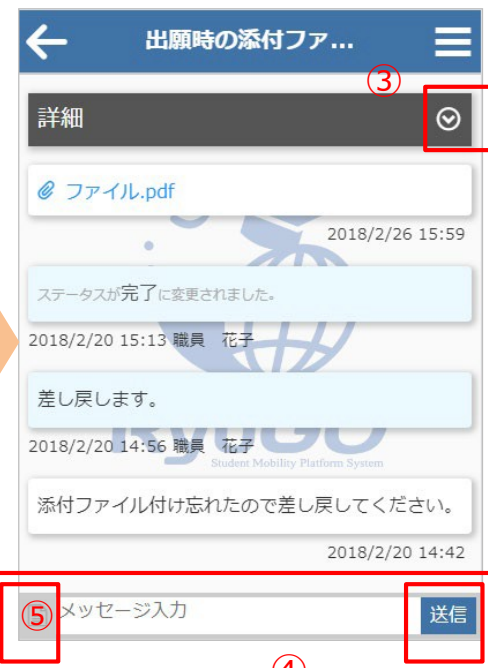 出願時の添付ファ...
③
詳細
ファイル.pdf
2018/2/26 15:59
ステータスが完了に変更されました。
2018/2/20 15:13 職員　花子
差し戻します。
2018/2/20 14:56 職員　花子
Student Mobility Platform System
添付ファイル付け忘れたので差し戻してください。
2018/2/20 14:42
⑤
メッセージ入力
送信
④